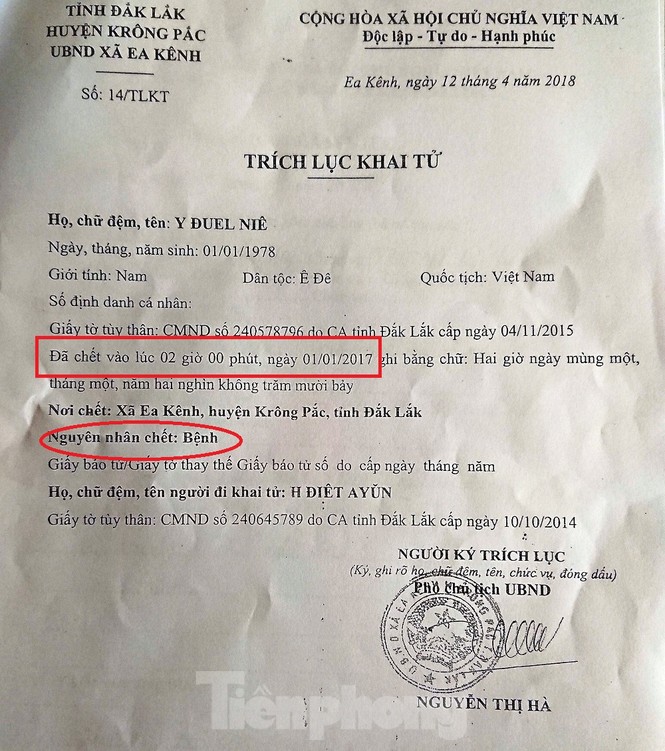 TỈNH ĐẮK LẮK
HUYỆN KRÔNG PẮC
UBND XÃ EA KÊNH
Số: 14/TLKT
CỘNG HÒA XÃ HỘI CHỦ NGHĨA VIỆT NAM
Độc lập - Tự do - Hạnh phúc
Ea Kênh, ngày 12 tháng 4 năm 2018
TRÍCH LỤC KHAI TỬ
Họ, chữ đệm, tên: Y ĐUEL NIÊ
Ngày, tháng, năm sinh: 01/01/1978
Giới tính: Nam Dân tộc: Ê Đê Quốc tịch: Việt Nam
Số định danh cá nhân:
Giấy tờ tùy thân: CMND số 240578796 do CA tỉnh Đắk Lắk cấp ngày 04/11/2015
Đã chết vào lúc 02 giờ 00 phút, ngày 01/01/2017 ghi bằng chữ: Hai giờ ngày mùng một,
tháng một, năm hai nghìn không trăm mười bảy
Nơi chết: Xã Ea Kênh, huyện Krông Pắc, tỉnh Đắk Lắk
Nguyên nhân chết: Bệnh
Giấy báo tử/Giấy tờ thay thế Giấy báo tử số do cấp ngày tháng năm
Họ, chữ đệm, tên người đi khai tử: H ĐIÊT AYŬN
Giấy tờ tùy thân: CMND số 240645789 do CA tỉnh Đắk Lắk cấp ngày 10/10/2014
NGƯỜI KÝ TRÍCH LỤC
(Ký, ghi rõ họ, chữ đệm, tên, chức vụ, đóng dấu)
Phó chủ tịch UBND
NGUYỄN THỊ HÀ
Tiền phong